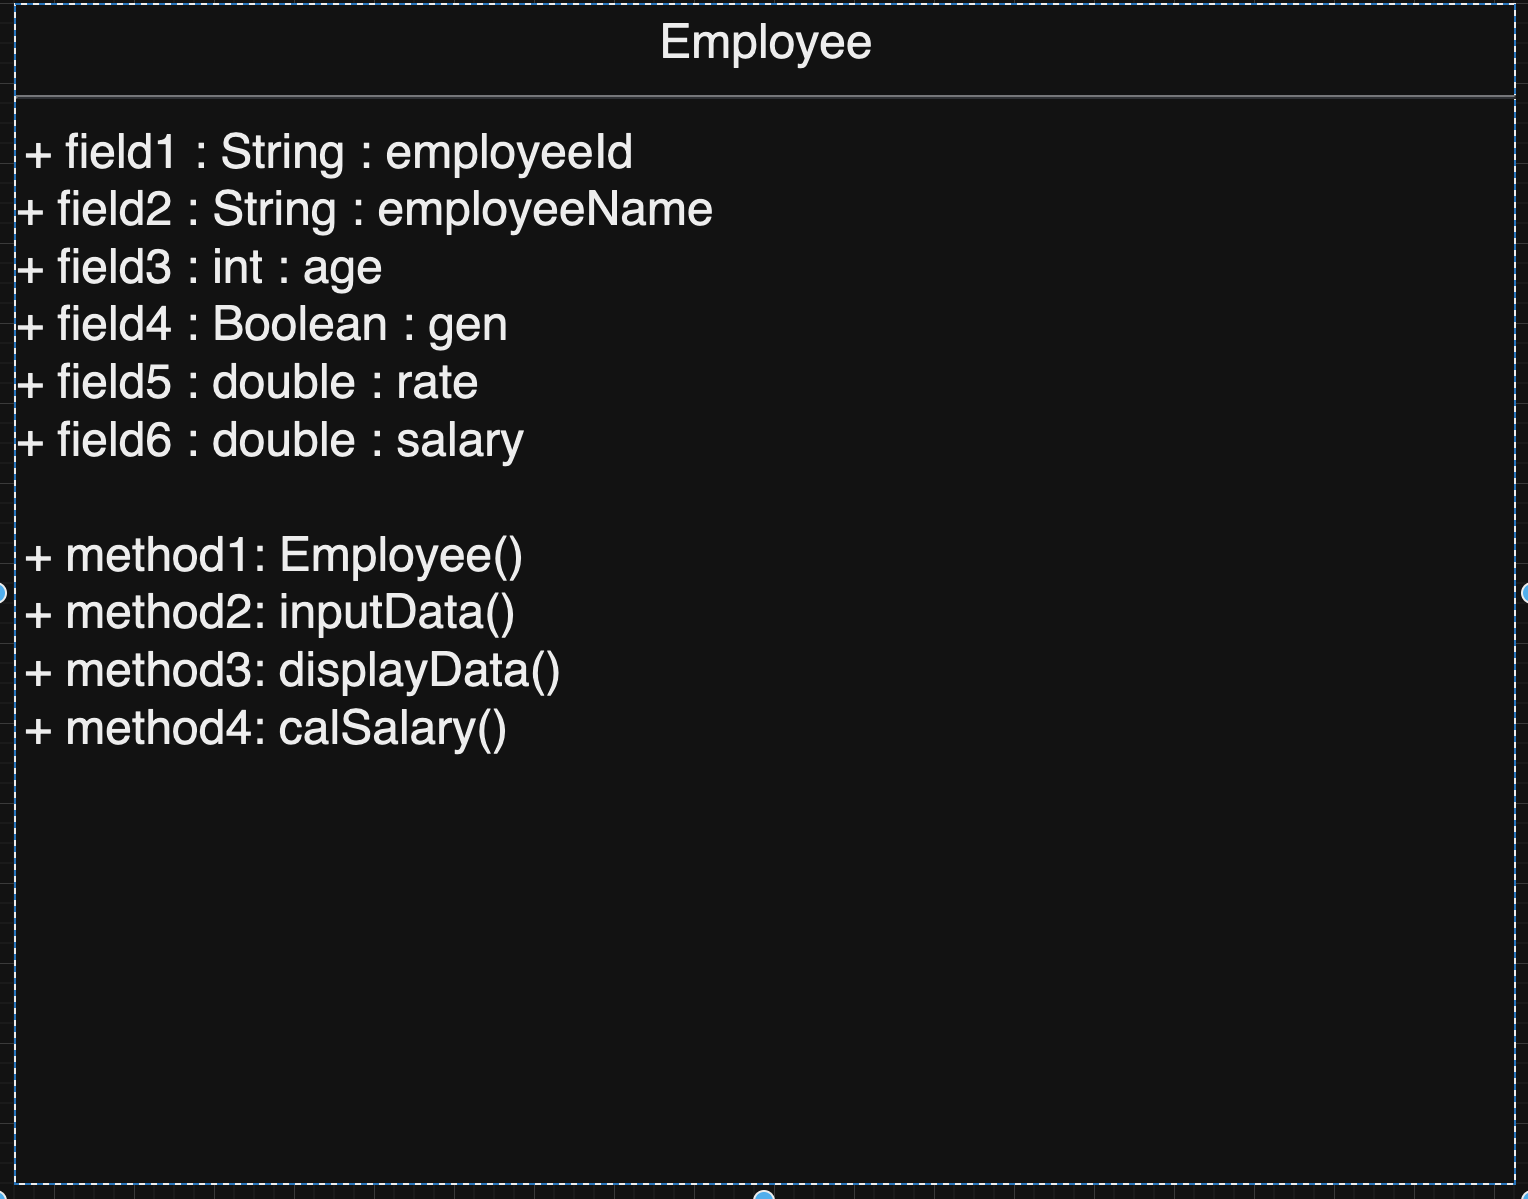 Employee
+ field1 : String : employeeId
+ field2 : String : employeeName
+ field3 : int : age
+ field4 : Boolean : gen
+ field5 : double : rate
+ field6 : double : salary
+ method1: Employee()
+ method2: inputData()
+ method3: displayData()
+ method4: calSalary()